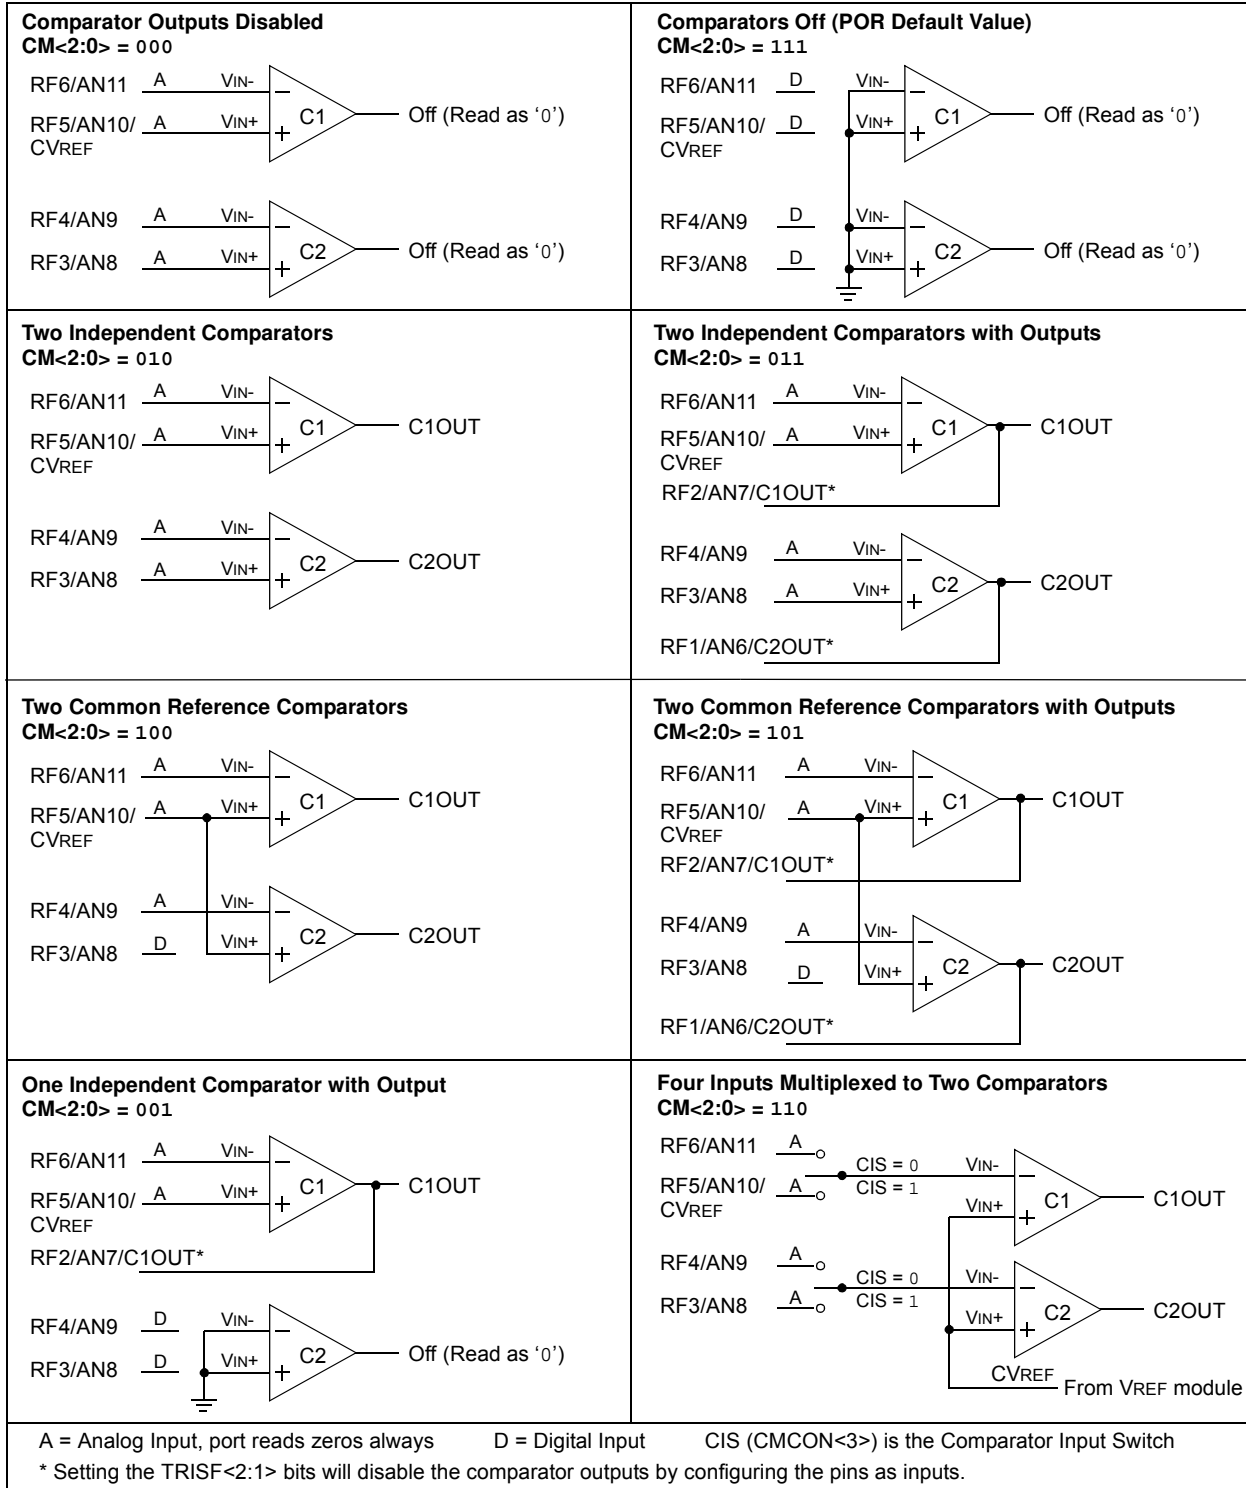 Comparator Outputs Disabled
CM<2:0> = 000
RF6/AN11 A VIN-
RF5/AN10/ A VIN+
CVREF
C1
Off (Read as ‘0’)
RF4/AN9 A VIN-
RF3/AN8 A VIN+
C2
Off (Read as ‘0’)
Comparators Off (POR Default Value)
CM<2:0> = 111
RF6/AN11 D VIN-
RF5/AN10/ D VIN+
CVREF
C1
Off (Read as ‘0’)
RF4/AN9 D VIN-
RF3/AN8 D VIN+
C2
Off (Read as ‘0’)
Two Independent Comparators
CM<2:0> = 010
RF6/AN11 A VIN-
RF5/AN10/ A VIN+
CVREF
C1
C1OUT
RF4/AN9 A VIN-
RF3/AN8 A VIN+
C2
C2OUT
Two Independent Comparators with Outputs
CM<2:0> = 011
RF6/AN11 A VIN-
RF5/AN10/ A VIN+
CVREF
C1
C1OUT
RF2/AN7/C1OUT*
RF4/AN9 A VIN-
RF3/AN8 A VIN+
C2
C2OUT
RF1/AN6/C2OUT*
Two Common Reference Comparators
CM<2:0> = 100
RF6/AN11 A VIN-
RF5/AN10/ A VIN+
CVREF
C1
C1OUT
RF4/AN9 A VIN-
RF3/AN8 D VIN+
C2
C2OUT
Two Common Reference Comparators with Outputs
CM<2:0> = 101
RF6/AN11 A VIN-
RF5/AN10/ A VIN+
CVREF
C1
C1OUT
RF2/AN7/C1OUT*
RF4/AN9 A VIN-
RF3/AN8 D VIN+
C2
C2OUT
RF1/AN6/C2OUT*
One Independent Comparator with Output
CM<2:0> = 001
RF6/AN11 A VIN-
RF5/AN10/ A VIN+
CVREF
C1
C1OUT
RF2/AN7/C1OUT*
RF4/AN9 D VIN-
RF3/AN8 D VIN+
C2
Off (Read as ‘0’)
Four Inputs Multiplexed to Two Comparators
CM<2:0> = 110
RF6/AN11 A
CIS = 0 VIN-
RF5/AN10/ A CIS = 1
CVREF
VIN+
C1
C1OUT
RF4/AN9 A
CIS = 0 VIN-
RF3/AN8 A CIS = 1
VIN+
C2
C2OUT
CVREF
From VREF module
A = Analog Input, port reads zeros always D = Digital Input CIS (CMCON<3>) is the Comparator Input Switch
* Setting the TRISF<2:1> bits will disable the comparator outputs by configuring the pins as inputs.